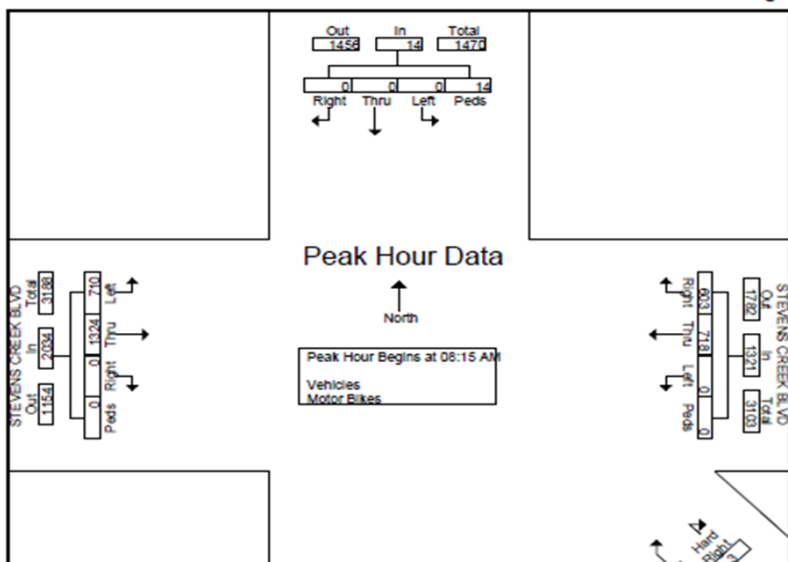 Out In Total
1456 14 1470
0 0 0 14
Right Thru Left Peds
Peak Hour Data
North
Peak Hour Begins at 08:15 AM
Vehicles
Motor Bikes
STEVENS CREEK BLVD
Out In Total
1154 2034 3188
0 0 1324 710
Peds Right Thru Left
STEVENS CREEK BLVD
Out In Total
1782 1321 3103
603 718 0 0
Right Thru Left Peds
Hard
Right
3